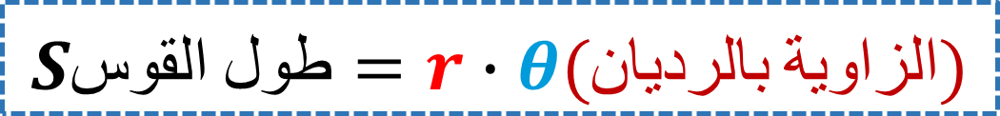 S طول القوس = r · θ (الزاوية بالرديان)